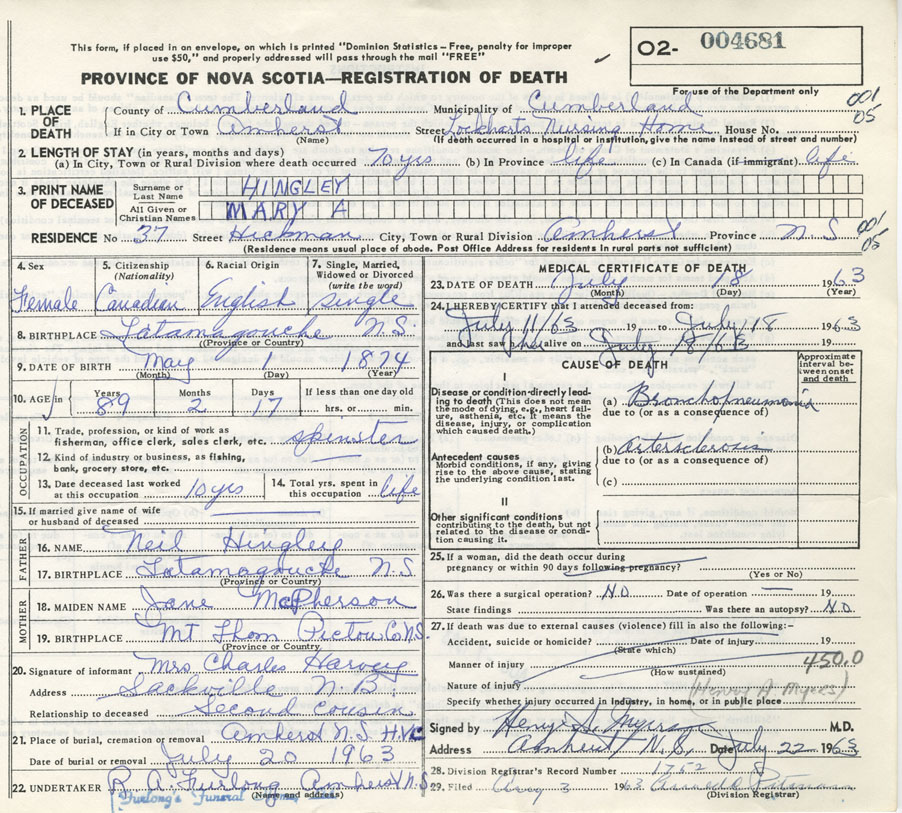 This form, if placed in an envelope, on which is printed "Dominion Statistics – Free, penalty for improper
use $50," and properly addressed will pass through the mail "FREE"
O2- 004681
PROVINCE OF NOVA SCOTIA—REGISTRATION OF DEATH
For use of the Department only
1. PLACE OF DEATH
County of Cumberland Municipality of Cumberland 001/05
If in City or Town Amherst Street Lockharts Nursing Home House No.
(Name) (If death occurred in a hospital or institution, give the name instead of street and number)
2. LENGTH OF STAY (in years, months and days)
(a) In City, Town or Rural Division where death occurred 70 yrs (b) In Province life (c) In Canada (if immigrant) life
3. PRINT NAME OF DECEASED
Surname or Last Name HINGLEY
All Given or Christian Names MARY A
RESIDENCE No 37 Street Hickman City, Town or Rural Division Amherst Province N.S. 001/05
(Residence means usual place of abode. Post Office Address for residents in rural parts not sufficient)
4. Sex Female
5. Citizenship (Nationality) Canadian
6. Racial Origin English
7. Single, Married, Widowed or Divorced (write the word) single
8. BIRTHPLACE Tatamagouche N.S.
(Province or Country)
9. DATE OF BIRTH May 1 1874
(Month) (Day) (Year)
10. AGE in Years 89 Months 2 Days 17 If less than one day old hrs. or min.
OCCUPATION
11. Trade, profession, or kind of work as
fisherman, office clerk, sales clerk, etc. spinster
12. Kind of industry or business, as fishing,
bank, grocery store, etc.
13. Date deceased last worked
at this occupation 10 yrs
14. Total yrs. spent in
this occupation life
15. If married give name of wife
or husband of deceased
FATHER
16. NAME Neil Hingley
17. BIRTHPLACE Tatamagouche N.S.
(Province or Country)
MOTHER
18. MAIDEN NAME Jane McPherson
19. BIRTHPLACE Mt Thom Pictou Co N.S.
(Province or Country
20. Signature of informant Mrs. Charles Harvey
Address Sackville N.B.
Relationship to deceased Second Cousin
21. Place of burial, cremation or removal Amherst N.S.
Date of burial or removal July 20 1963
22. UNDERTAKER R. A. Furlong Amherst N.S.
(Name and address)
Furlong's Funeral
MEDICAL CERTIFICATE OF DEATH
23. DATE OF DEATH July 18 1963
(Month) (Day) (Year)
24. I HEREBY CERTIFY that I attended deceased from:
July 11/63 19 to July 18 1963
and last saw h alive on July 18/63
CAUSE OF DEATH
Approximate interval between onset and death
I
Disease or condition directly leading to death (This does not mean the mode of dying, e.g., heart failure, asthenia, etc. It means the disease, injury, or complication which caused death.)
(a) Bronchopneumonia
due to (or as a consequence of)
Antecedent causes
Morbid conditions, if any, giving rise to the above cause, stating the underlying condition last.
(b) arteriosclerosis
due to (or as a consequence of)
(c)
II
Other significant conditions
contributing to the death, but not related to the disease or condition causing it.
25. If a woman, did the death occur during
pregnancy or within 90 days following pregnancy?
(Yes or No)
26. Was there a surgical operation? No Date of operation — 19
State findings Was there an autopsy? No
27. If death was due to external causes (violence) fill in also the following:–
Accident, suicide or homicide? Date of injury 19
(State which)
Manner of injury 450.0
(How sustained)
Nature of injury (Henry A Myers)
Specify whether injury occurred in industry, in home, or in public place
Signed by Henry A. Myers M.D.
Address Amherst N.S. Date July 22 1963
28. Division Registrar's Record Number 1752
29. Filed Aug 3 1963
(Division Registrar)